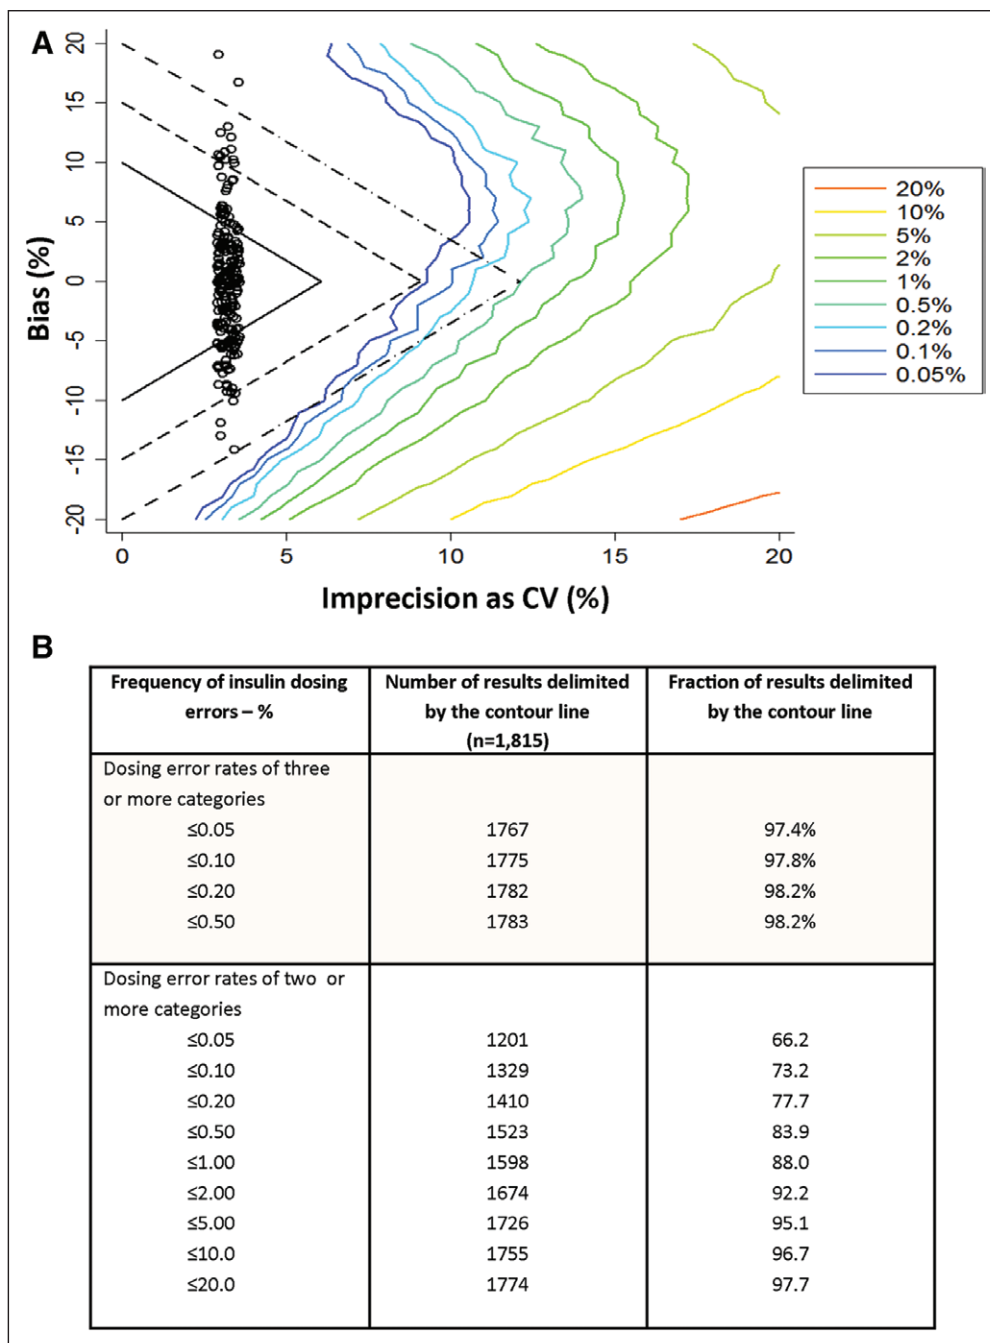 A
20
15
10
5
0
-5
-10
-15
-20
Bias (%)
0
5
10
15
20
Imprecision as CV (%)
20%
10%
5%
2%
1%
0.5%
0.2%
0.1%
0.05%
B
Frequency of insulin dosing
errors – %
Number of results delimited
by the contour line
(n=1,815)
Fraction of results delimited
by the contour line
Dosing error rates of three
or more categories
≤0.05 1767 97.4%
≤0.10 1775 97.8%
≤0.20 1782 98.2%
≤0.50 1783 98.2%
Dosing error rates of two or
more categories
≤0.05 1201 66.2
≤0.10 1329 73.2
≤0.20 1410 77.7
≤0.50 1523 83.9
≤1.00 1598 88.0
≤2.00 1674 92.2
≤5.00 1726 95.1
≤10.0 1755 96.7
≤20.0 1774 97.7